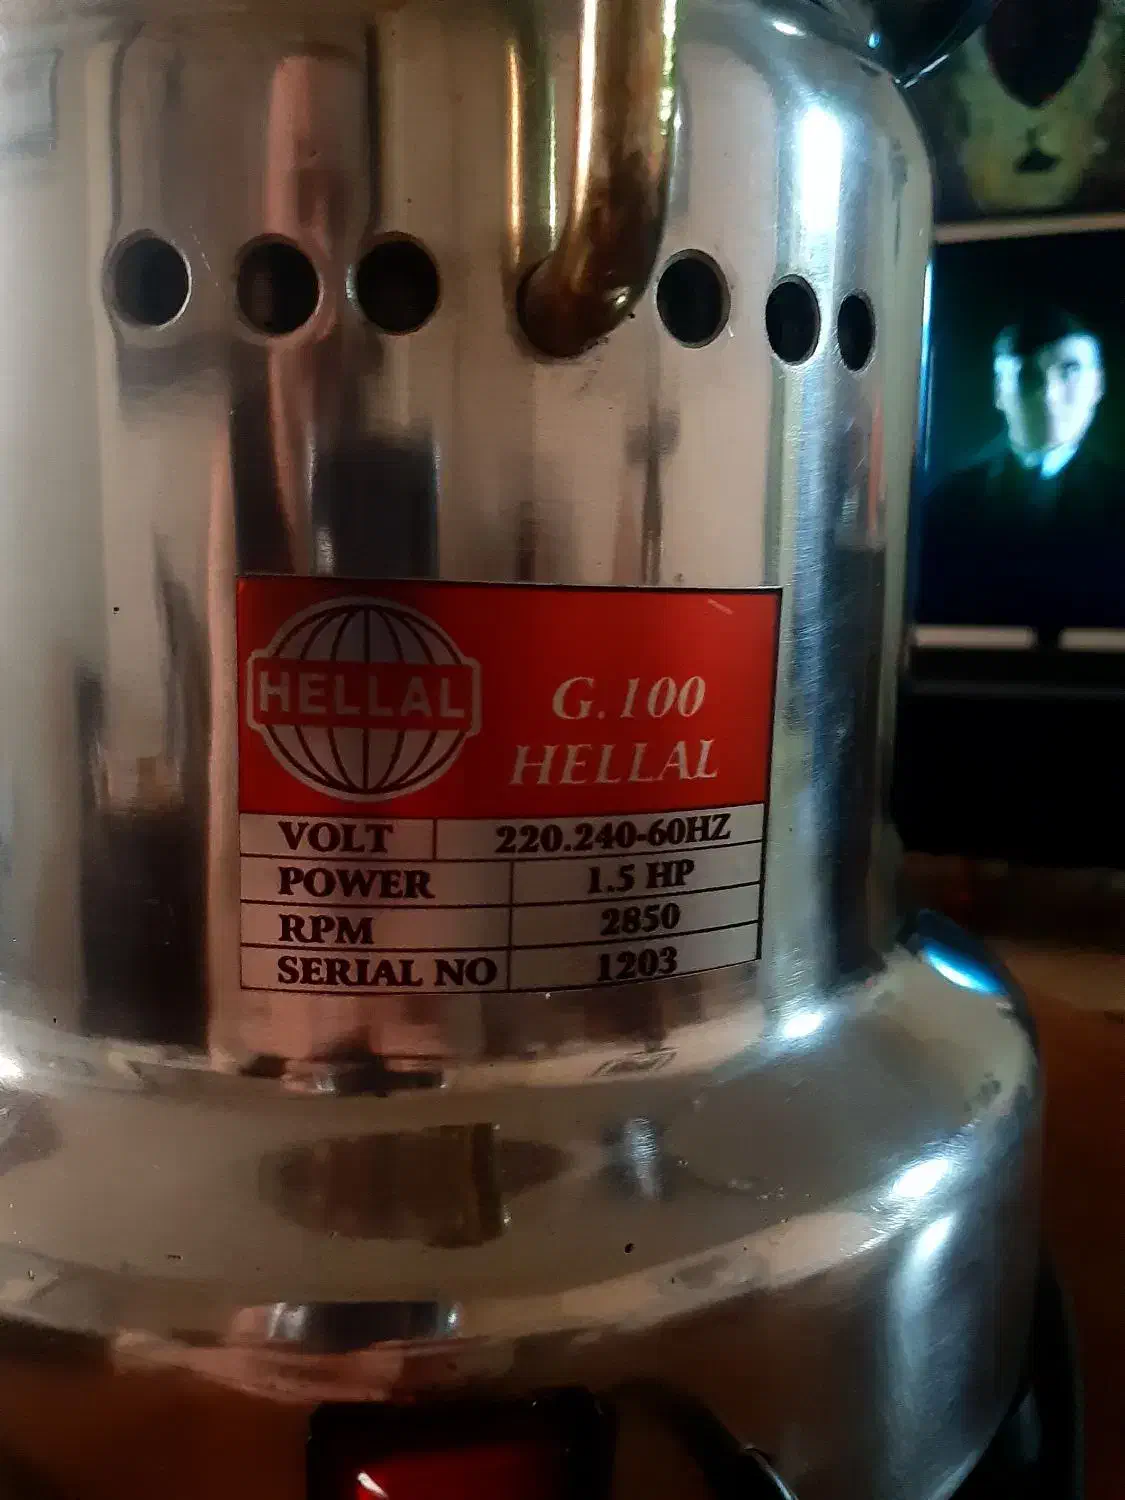 HELLAL
G.100
HELLAL
VOLT 220.240-60HZ
POWER 1.5 HP
RPM 2850
SERIAL NO 1203